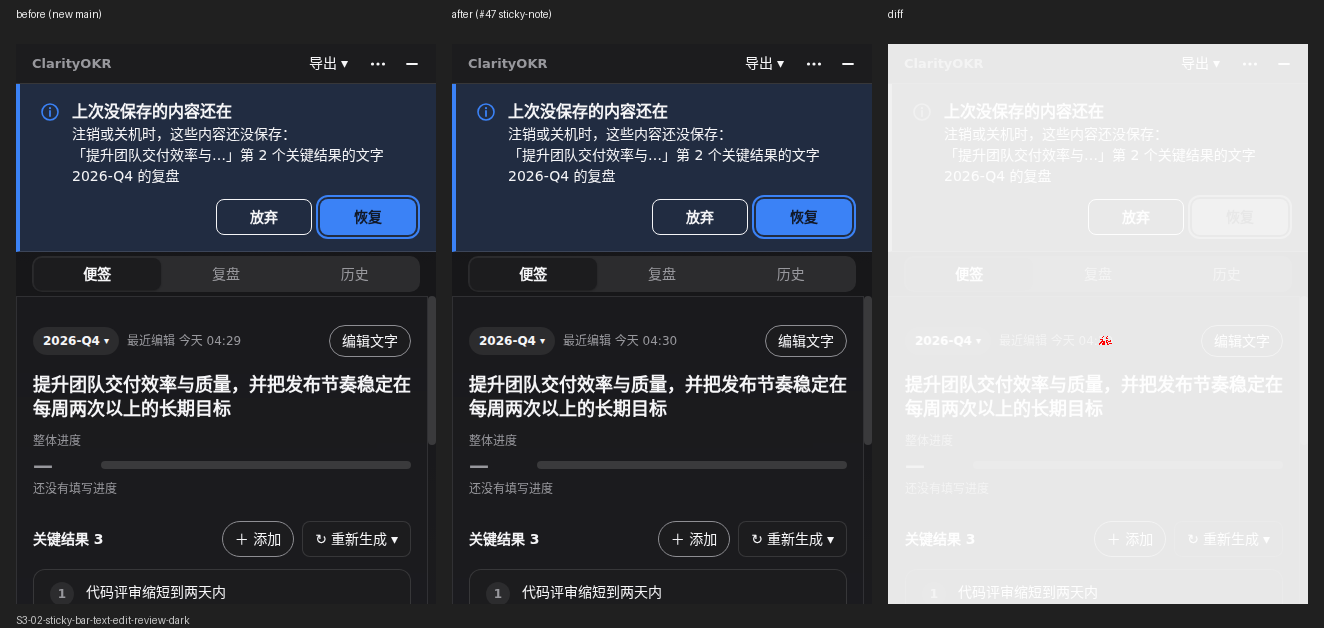 before (new main)
ClarityOKR
导出 ▾ ··· —
上次没保存的内容还在
注销或关机时，这些内容还没保存：
「提升团队交付效率与…」第 2 个关键结果的文字
2026-Q4 的复盘
放弃 恢复
便签 复盘 历史
2026-Q4 ▾ 最近编辑 今天 04:29 编辑文字
提升团队交付效率与质量，并把发布节奏稳定在
每周两次以上的长期目标
整体进度
—
还没有填写进度
关键结果 3 + 添加 ↻ 重新生成 ▾
1 代码评审缩短到两天内
after (#47 sticky-note)
ClarityOKR
导出 ▾ ··· —
上次没保存的内容还在
注销或关机时，这些内容还没保存：
「提升团队交付效率与…」第 2 个关键结果的文字
2026-Q4 的复盘
放弃 恢复
便签 复盘 历史
2026-Q4 ▾ 最近编辑 今天 04:30 编辑文字
提升团队交付效率与质量，并把发布节奏稳定在
每周两次以上的长期目标
整体进度
—
还没有填写进度
关键结果 3 + 添加 ↻ 重新生成 ▾
1 代码评审缩短到两天内
diff
ClarityOKR
导出 ▾ ··· —
上次没保存的内容还在
注销或关机时，这些内容还没保存：
「提升团队交付效率与…」第 2 个关键结果的文字
2026-Q4 的复盘
放弃 恢复
便签 复盘 历史
2026-Q4 ▾ 最近编辑 今天 编辑文字
提升团队交付效率与质量，并把发布节奏稳定在
每周两次以上的长期目标
整体进度
—
还没有填写进度
关键结果 3 + 添加 ↻ 重新生成 ▾
1 代码评审缩短到两天内
S3-02-sticky-bar-text-edit-review-dark